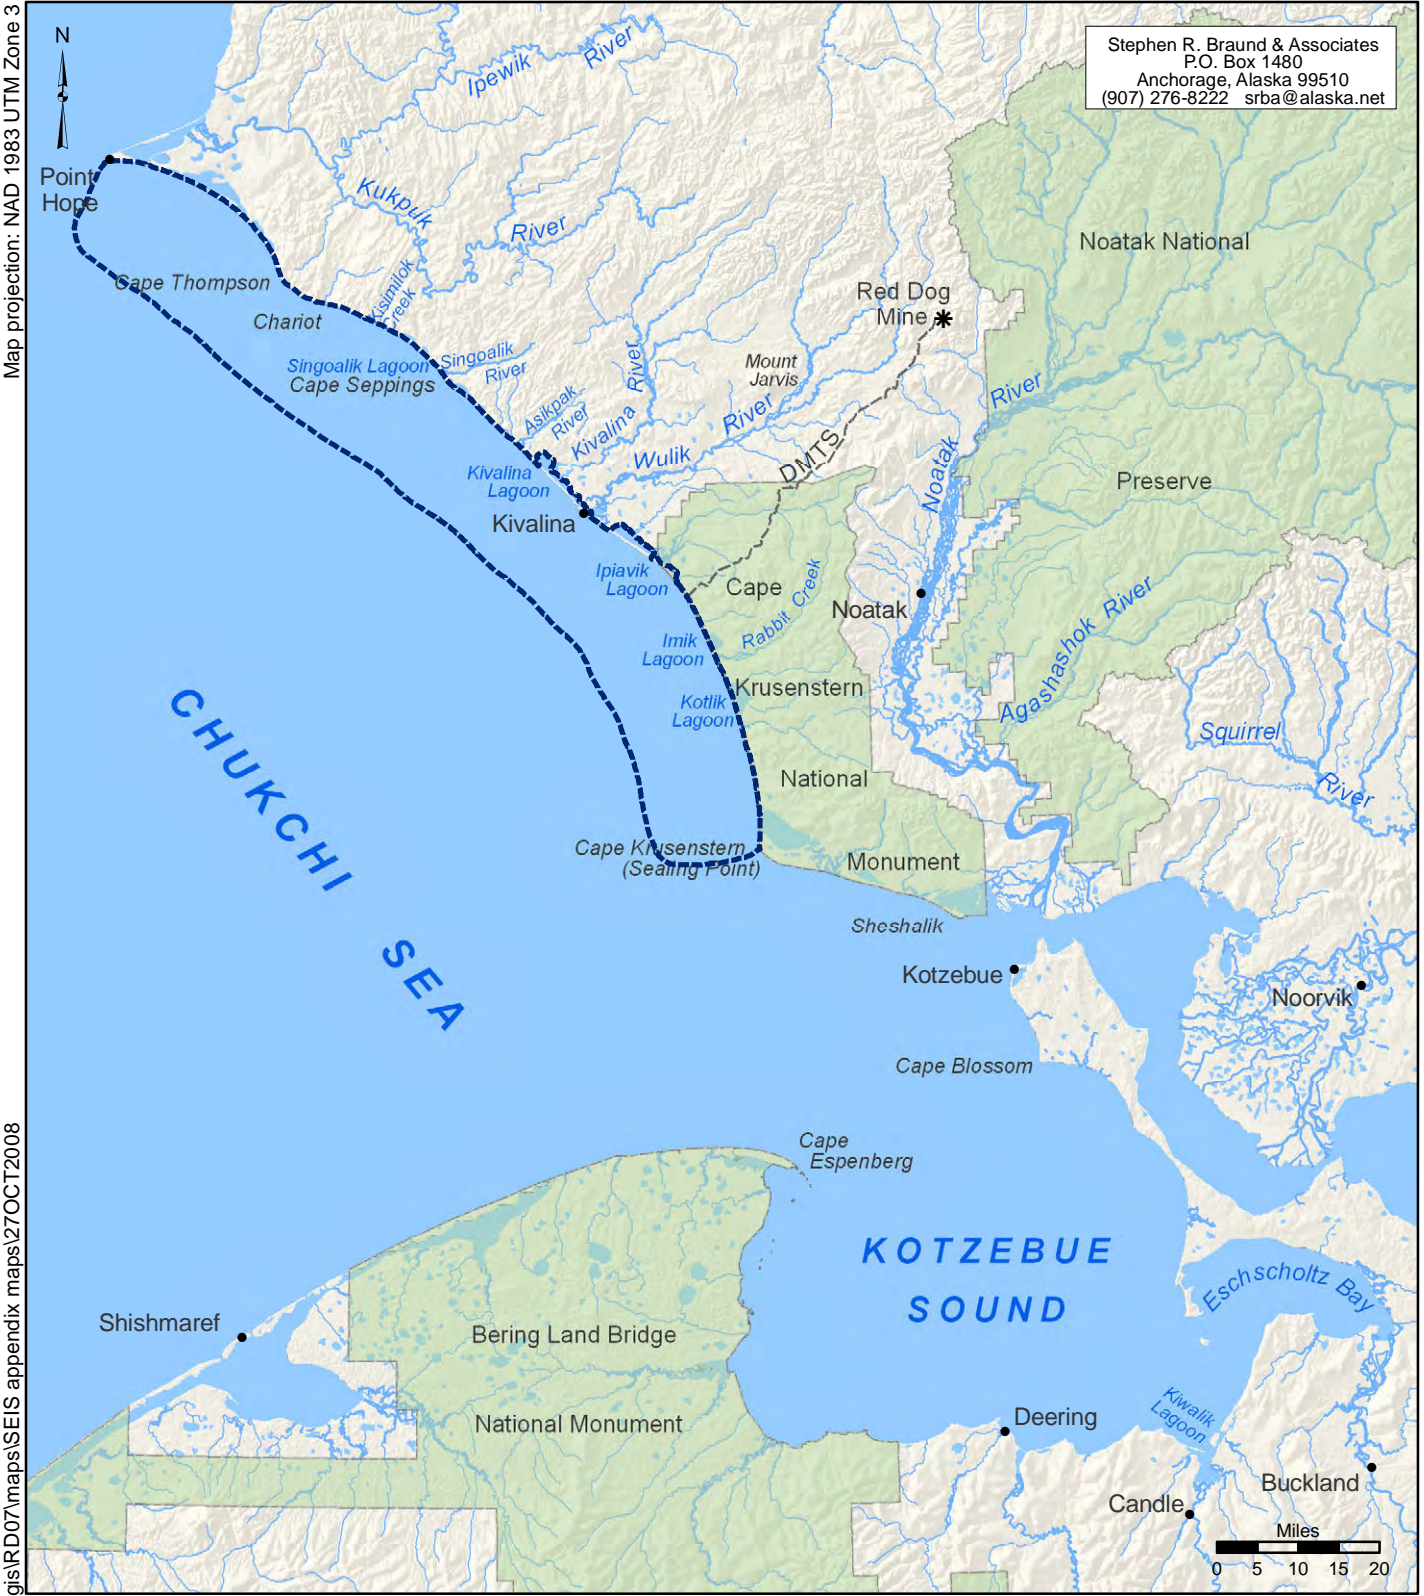 Map projection: NAD 1983 UTM Zone 3
gis\RD07\maps\SEIS appendix maps\27OCT2008
N
Stephen R. Braund & Associates
P.O. Box 1480
Anchorage, Alaska 99510
(907) 276-8222 srba@alaska.net
Ipewik River
Point
Hope
Kukpuk River
Noatak National
Cape Thompson
Kisimilok
Creek
Red Dog
Mine
Chariot
Singoalik Lagoon
Cape Seppings
Singoalik
River
Mount
Jarvis
Asikpak
River
Kivalina River
Wulik River
River
DMTS
Noatak
Preserve
Kivalina
Lagoon
Kivalina
Ipiavik
Lagoon
Cape
Rabbit Creek
Noatak
Agashashok River
Imik
Lagoon
Krusenstern
Kotlik
Lagoon
Squirrel
River
National
CHUKCHI SEA
Cape Krusenstern
(Sealing Point)
Monument
Sheshalik
Kotzebue
Noorvik
Cape Blossom
Cape
Espenberg
KOTZEBUE
SOUND
Eschscholtz Bay
Shishmaref
Bering Land Bridge
National Monument
Kiwalik
Lagoon
Deering
Buckland
Candle
Miles
0 5 10 15 20